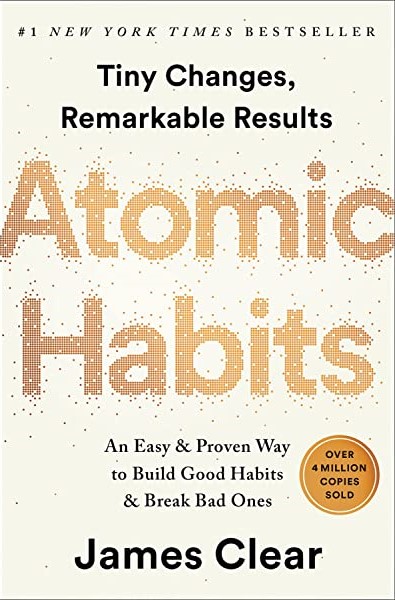 #1 NEW YORK TIMES BESTSELLER
Tiny Changes,
Remarkable Results
Atomic
Habits
An Easy & Proven Way
to Build Good Habits
& Break Bad Ones
OVER
4 MILLION
COPIES
SOLD
James Clear